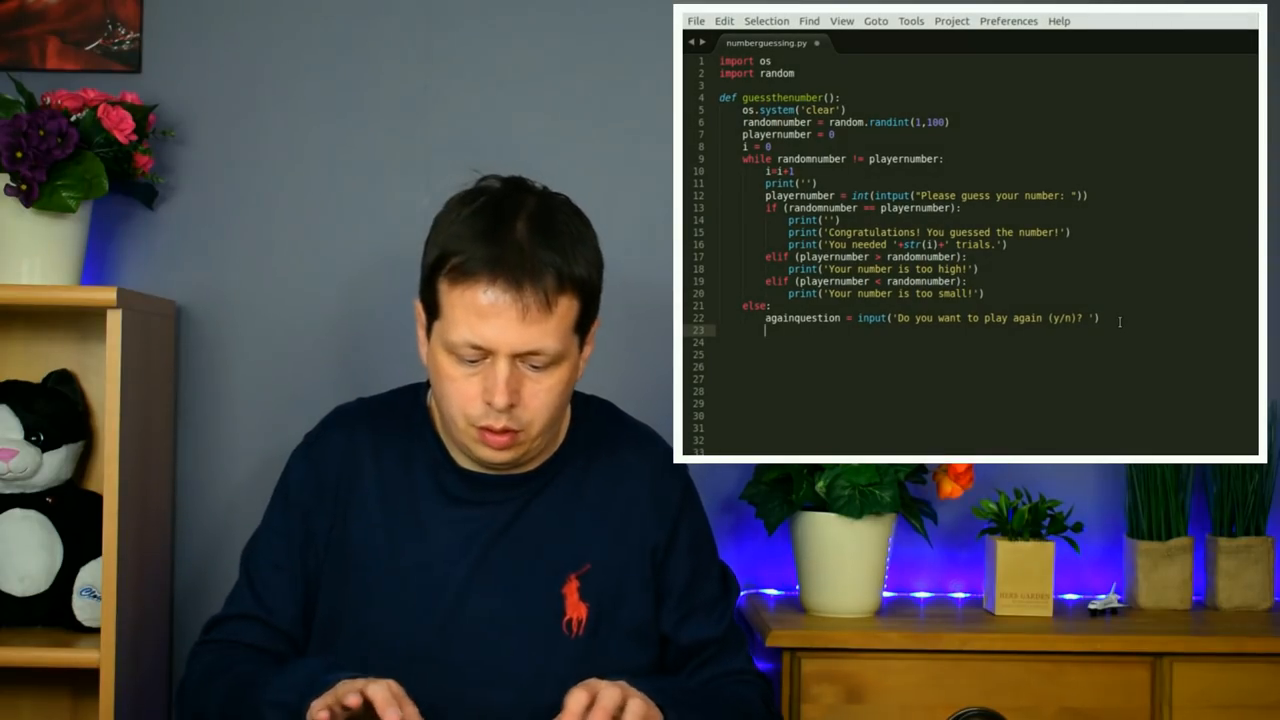 File Edit Selection Find View Goto Tools Project Preferences Help
numberguessing.py
1 import os
2 import random
3
4 def guessthenumber():
5 os.system('clear')
6 randomnumber = random.randint(1,100)
7 playernumber = 0
8 i = 0
9 while randomnumber != playernumber:
10 i=i+1
11 print('')
12 playernumber = int(intput("Please guess your number: "))
13 if (randomnumber == playernumber):
14 print('')
15 print('Congratulations! You guessed the number!')
16 print('You needed '+str(i)+' trials.')
17 elif (playernumber > randomnumber):
18 print('Your number is too high!')
19 elif (playernumber < randomnumber):
20 print('Your number is too small!')
21 else:
22 againquestion = input('Do you want to play again (y/n)? ')
23
24
25
26
27
28
29
30
31
32
33
HERB GARDEN